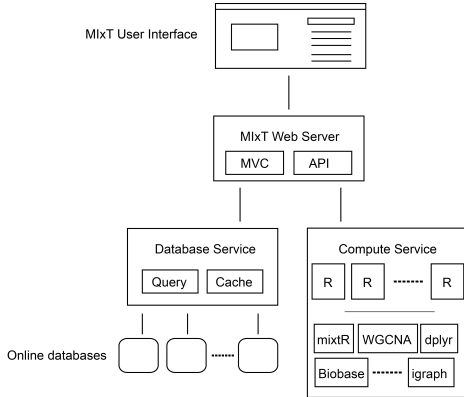 MIxT User Interface
MIxT Web Server
MVC API
Database Service
Query Cache
Compute Service
R R R
Online databases
mixtR WGCNA dplyr
Biobase igraph